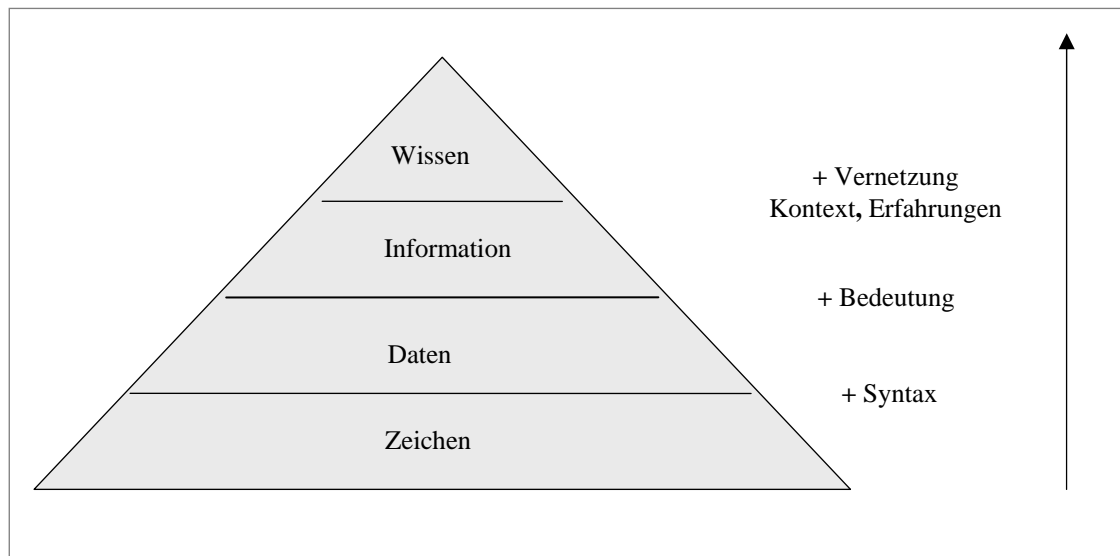 Wissen
+ Vernetzung
Kontext, Erfahrungen
Information
+ Bedeutung
Daten
+ Syntax
Zeichen